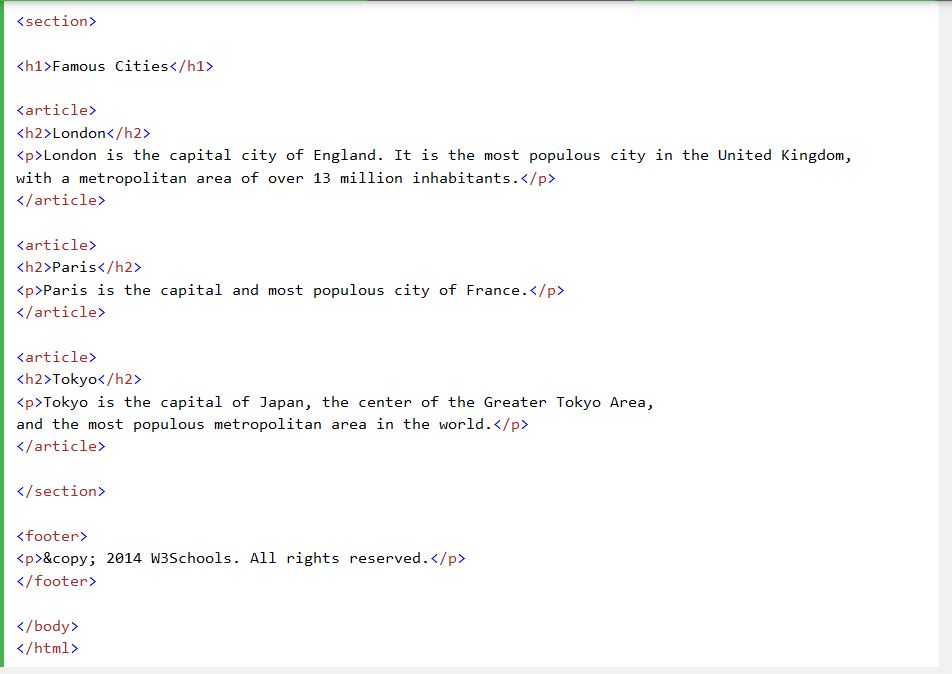 <section>
<h1>Famous Cities</h1>
<article>
<h2>London</h2>
<p>London is the capital city of England. It is the most populous city in the United Kingdom,
with a metropolitan area of over 13 million inhabitants.</p>
</article>
<article>
<h2>Paris</h2>
<p>Paris is the capital and most populous city of France.</p>
</article>
<article>
<h2>Tokyo</h2>
<p>Tokyo is the capital of Japan, the center of the Greater Tokyo Area,
and the most populous metropolitan area in the world.</p>
</article>
</section>
<footer>
<p>&copy; 2014 W3Schools. All rights reserved.</p>
</footer>
</body>
</html>